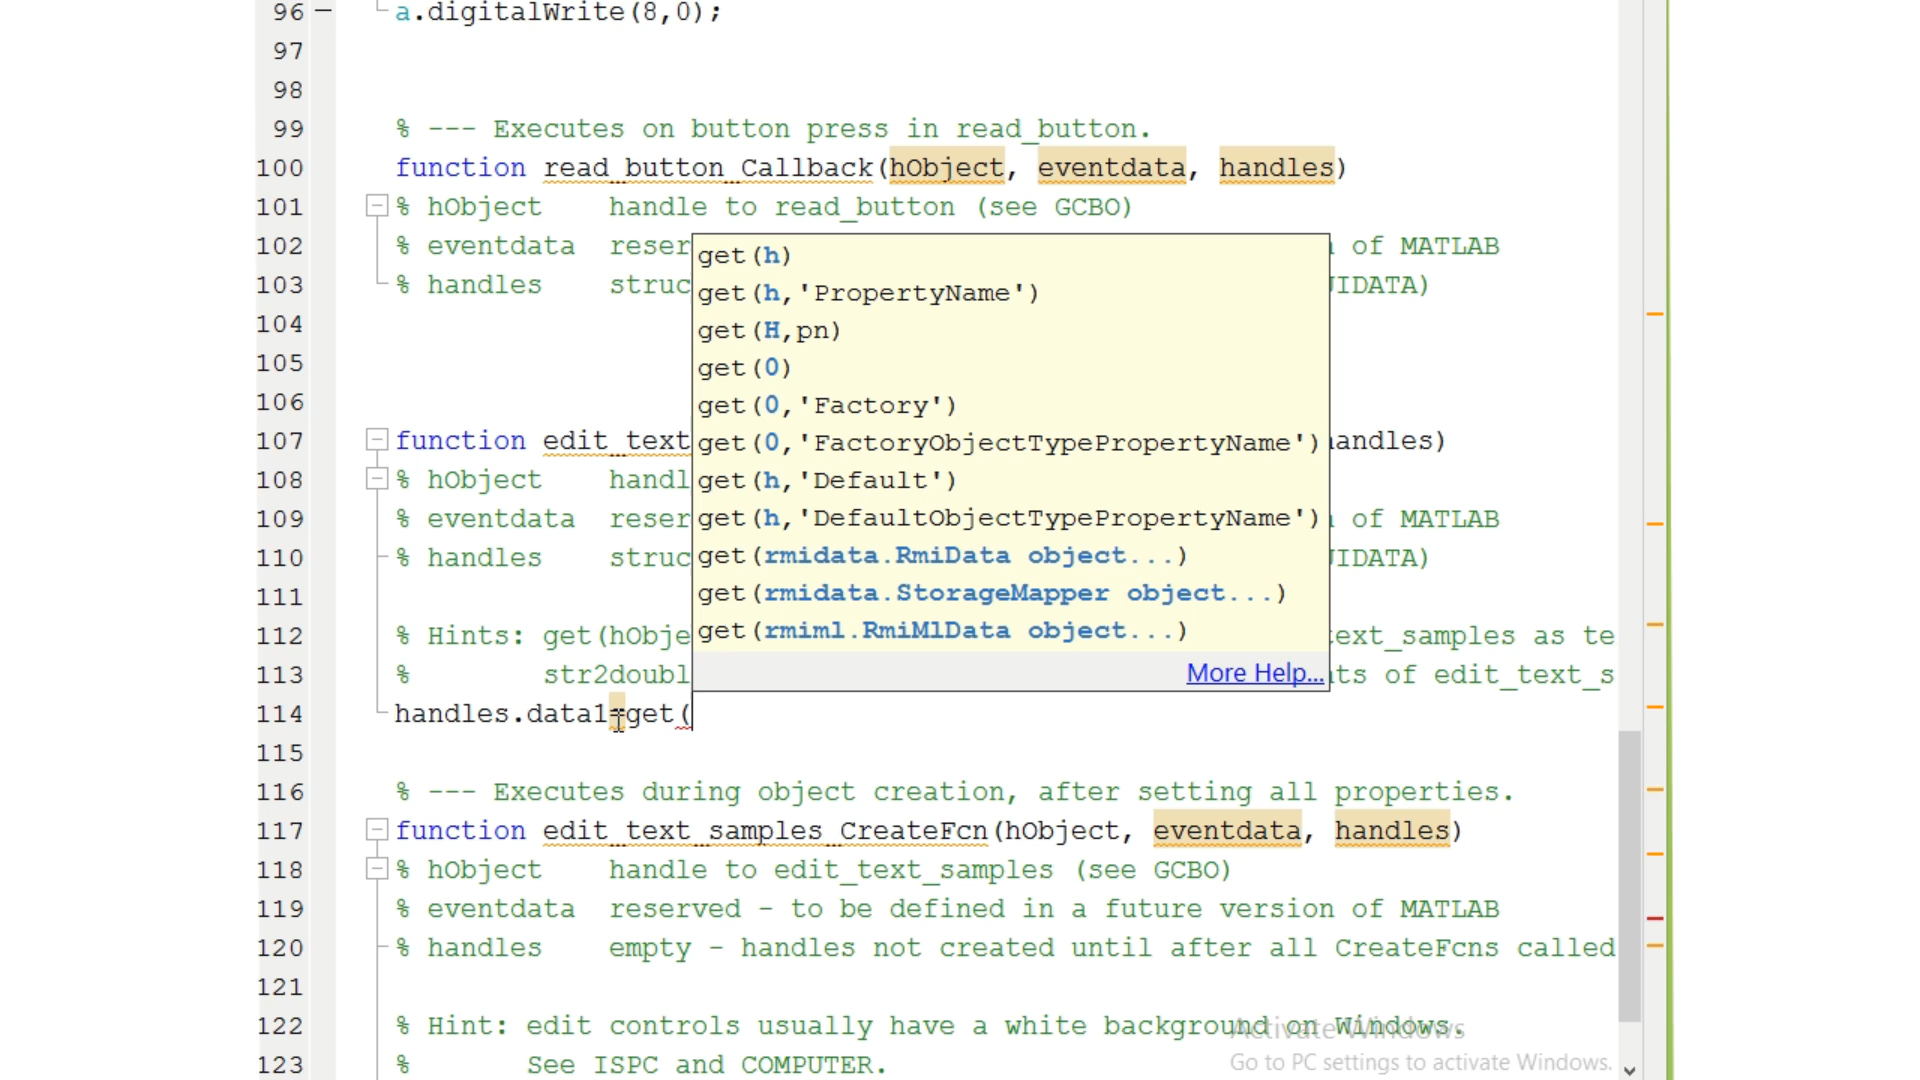 96 a.digitalWrite(8,0);
97
98
99 % --- Executes on button press in read_button.
100 function read_button_Callback(hObject, eventdata, handles)
101 % hObject    handle to read_button (see GCBO)
102 % eventdata  reser of MATLAB
103 % handles    struc IDATA)
104
105
106
107 function edit_text andles)
108 % hObject    handl
109 % eventdata  reser of MATLAB
110 % handles    struc IDATA)
111
112 % Hints: get(hObje ext_samples as te
113 %        str2doubl ts of edit_text_s
114 handles.data1=get(
get(h)
get(h,'PropertyName')
get(H,pn)
get(0)
get(0,'Factory')
get(0,'FactoryObjectTypePropertyName')
get(h,'Default')
get(h,'DefaultObjectTypePropertyName')
get(rmidata.RmiData object...)
get(rmidata.StorageMapper object...)
get(rmiml.RmiMlData object...)
More Help...
115
116 % --- Executes during object creation, after setting all properties.
117 function edit_text_samples_CreateFcn(hObject, eventdata, handles)
118 % hObject    handle to edit_text_samples (see GCBO)
119 % eventdata  reserved - to be defined in a future version of MATLAB
120 % handles    empty - handles not created until after all CreateFcns called
121
122 % Hint: edit controls usually have a white background on Windows.
123 %       See ISPC and COMPUTER.
Activate Windows
Go to PC settings to activate Windows.